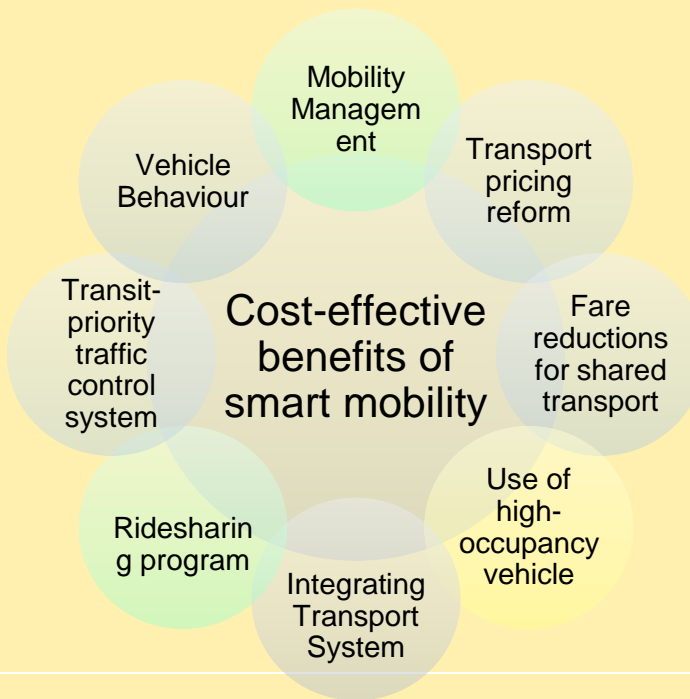 Mobility
Managem
ent
Transport
pricing
reform
Fare
reductions
for shared
transport
Use of
high-
occupancy
vehicle
Integrating
Transport
System
Ridesharin
g program
Transit-
priority
traffic
control
system
Vehicle
Behaviour
Cost-effective
benefits of
smart mobility